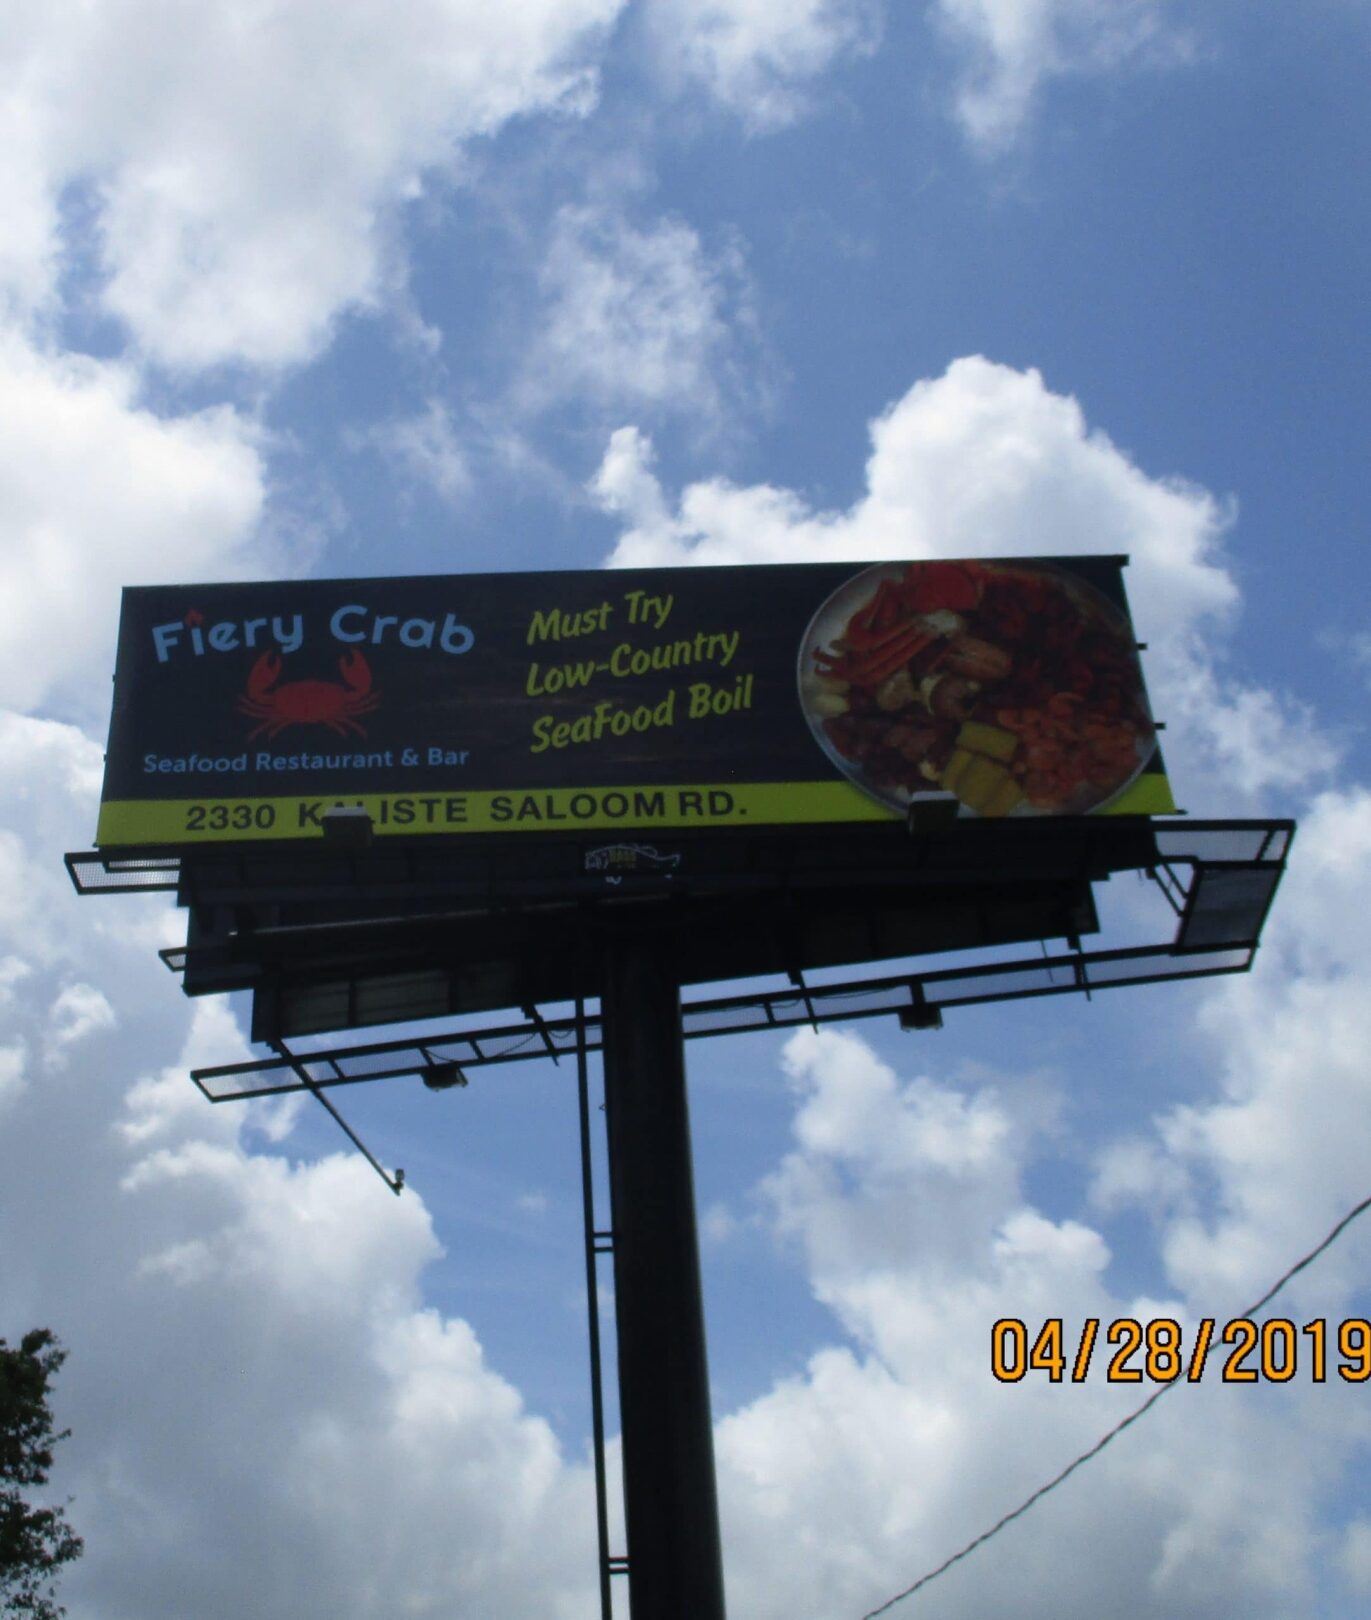 Fiery Crab
Seafood Restaurant & Bar
Must Try
Low-Country
SeaFood Boil
2330 KALISTE SALOOM RD.
04/28/2019